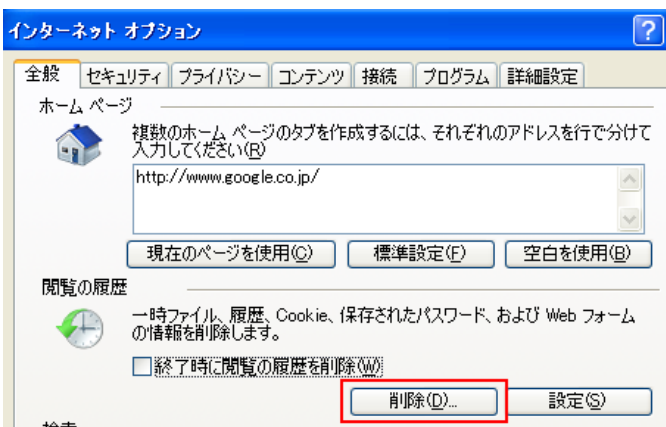 インターネット オプション
?
全般 セキュリティ プライバシー コンテンツ 接続 プログラム 詳細設定
ホーム ページ
複数のホーム ページのタブを作成するには、それぞれのアドレスを行で分けて
入力してください(R)
http://www.google.co.jp/
現在のページを使用(C) 標準設定(F) 空白を使用(B)
閲覧の履歴
一時ファイル、履歴、Cookie、保存されたパスワード、および Web フォーム
の情報を削除します。
終了時に閲覧の履歴を削除(W)
削除(D)... 設定(S)